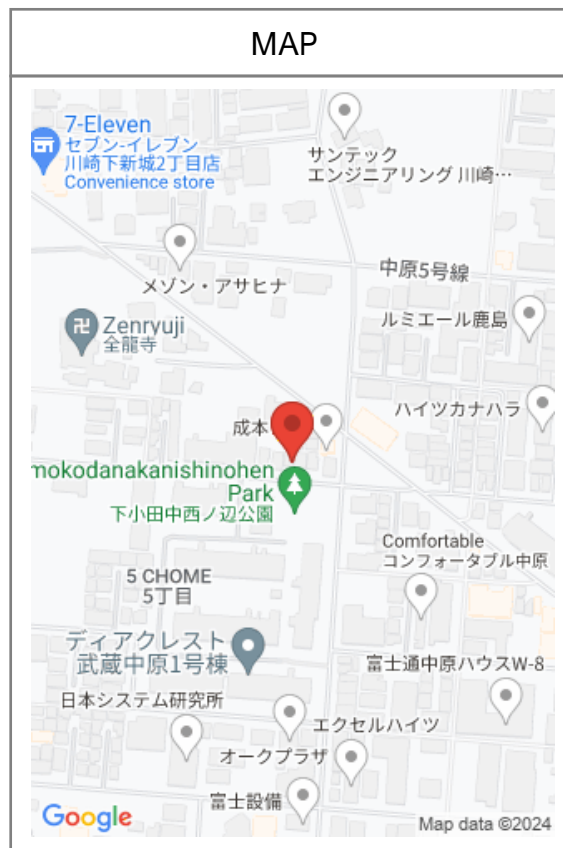 MAP
7-Eleven
セブン-イレブン
川崎下新城2丁目店
Convenience store
サンテック
エンジニアリング 川崎…
中原5号線
メゾン・アサヒナ
ルミエール鹿島
Zenryuji
全龍寺
ハイツカナハラ
成本
mokodanakanishinohen
Park
下小田中西ノ辺公園
Comfortable
コンフォータブル中原
5 CHOME
5丁目
ディアクレスト
武蔵中原1号棟
富士通中原ハウスW-8
日本システム研究所
エクセルハイツ
オークプラザ
富士設備
Google
Map data ©2024